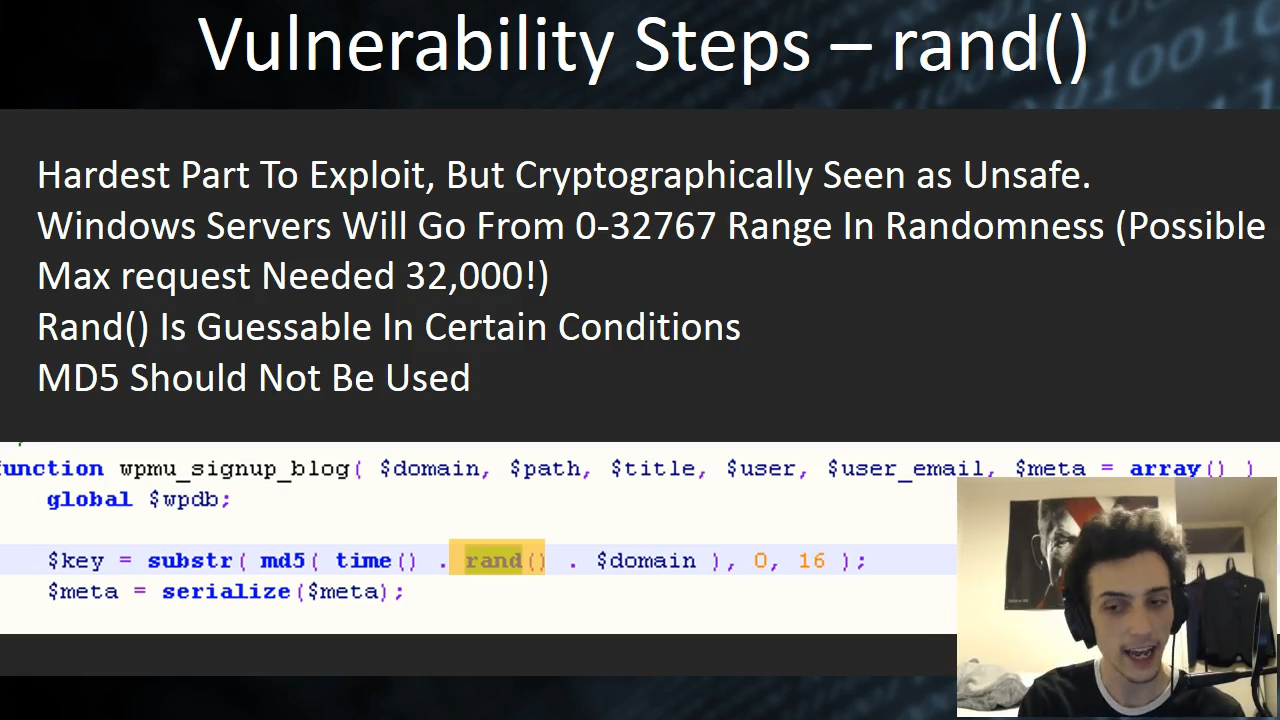 Vulnerability Steps – rand()
Hardest Part To Exploit, But Cryptographically Seen as Unsafe.
Windows Servers Will Go From 0-32767 Range In Randomness (Possible
Max request Needed 32,000!)
Rand() Is Guessable In Certain Conditions
MD5 Should Not Be Used
function wpmu_signup_blog( $domain, $path, $title, $user, $user_email, $meta = array() )
global $wpdb;
$key = substr( md5( time() . rand() . $domain ), 0, 16 );
$meta = serialize($meta);